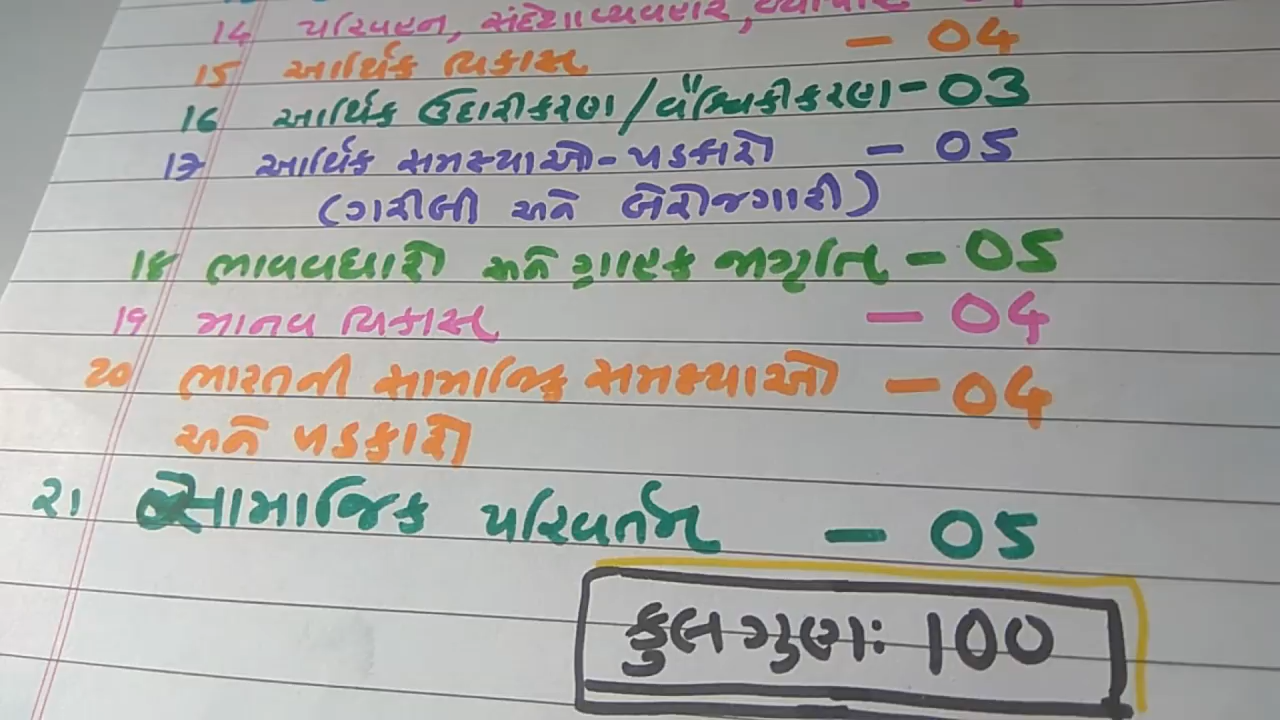 14 પરિવહન, સંદેશાવ્યવહાર, વ્યાપાર
15 આર્થિક વિકાસ - 04
16 આર્થિક ઉદારીકરણ/વૈશ્વિકીકરણ - 03
17 આર્થિક સમસ્યાઓ - પડકારો - 05
(ગરીબી અને બેરોજગારી)
18 ભાવવધારો અને ગ્રાહક જાગૃતિ - 05
19 માનવ વિકાસ - 04
20 ભારતની સામાજિક સમસ્યાઓ - 04
અને પડકારો
૨૧ સામાજિક પરિવર્તન - 05
કુલ ગુણ: 100